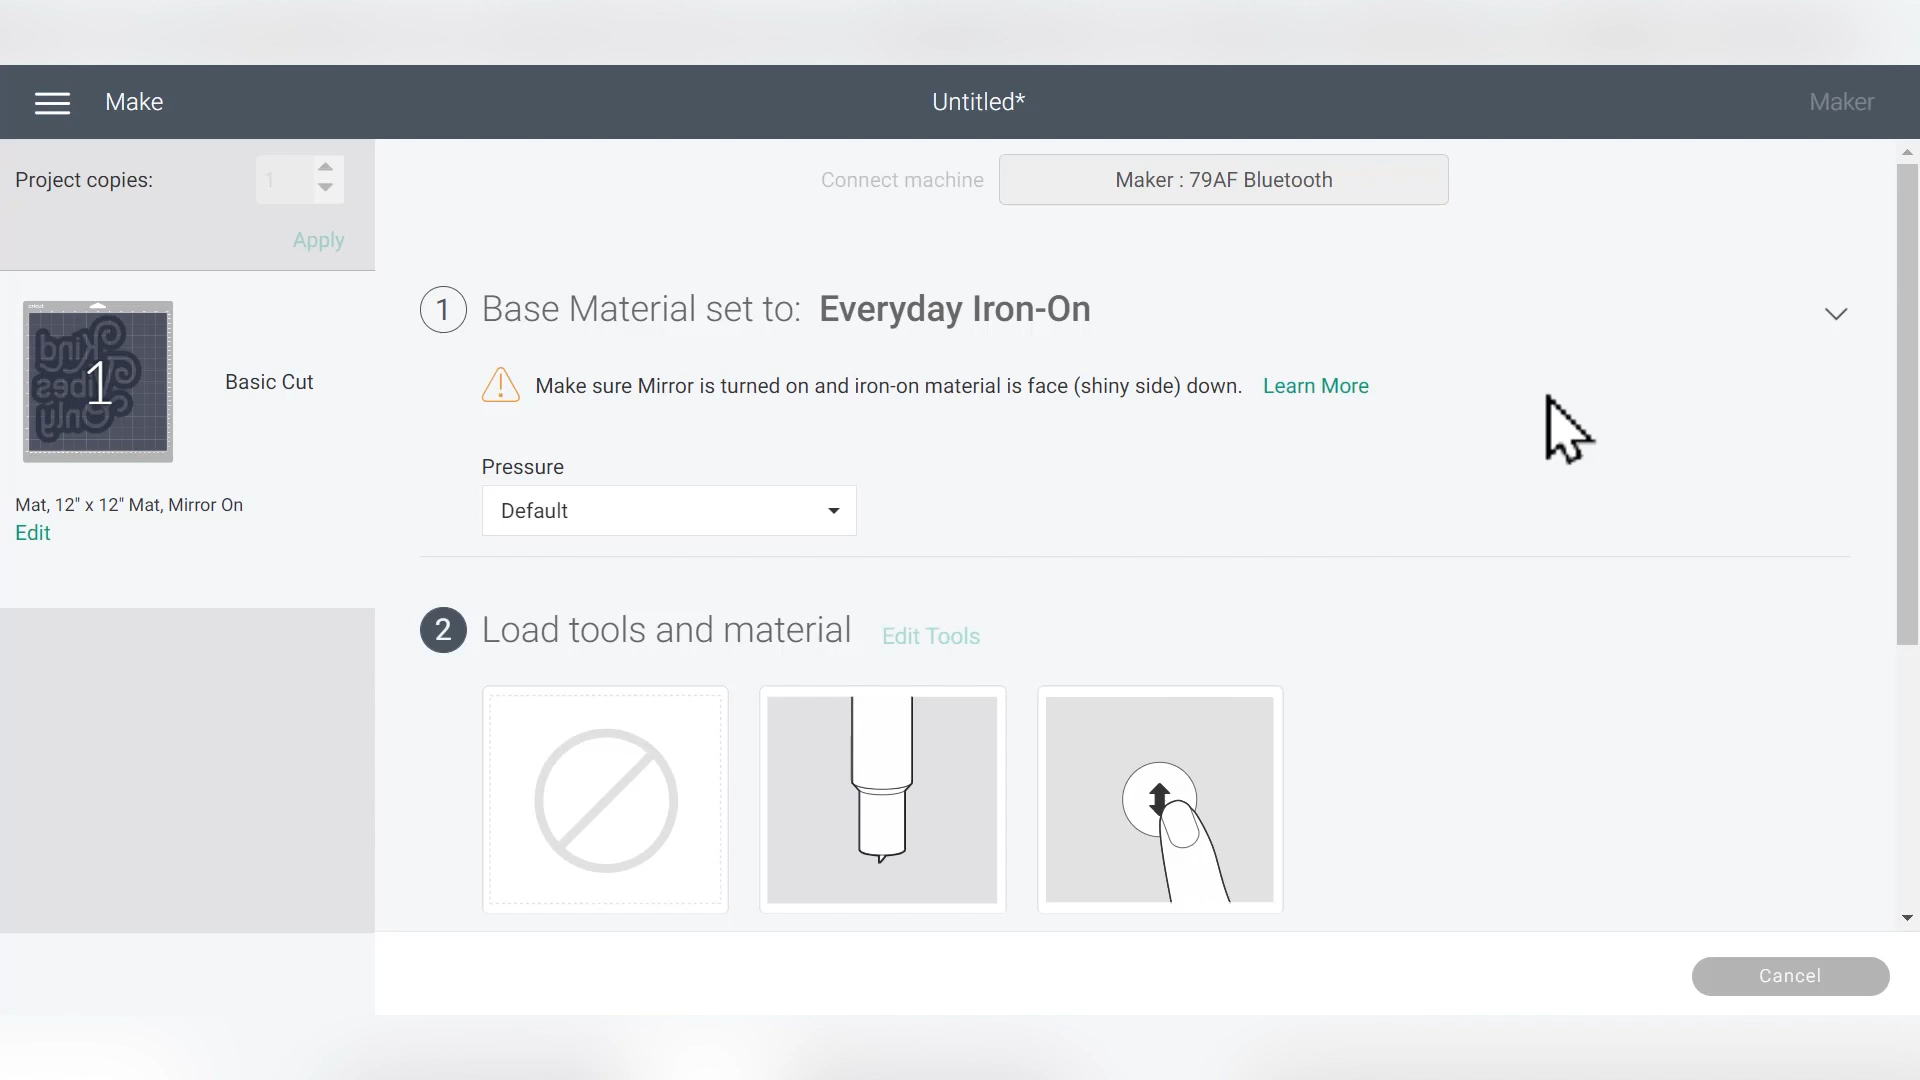 Make
Untitled*
Maker
Project copies:
1
Apply
Connect machine
Maker : 79AF Bluetooth
1
Basic Cut
Kind
Vibes
Only
Mat, 12" x 12" Mat, Mirror On
Edit
1
Base Material set to: Everyday Iron-On
Make sure Mirror is turned on and iron-on material is face (shiny side) down. Learn More
Pressure
Default
2
Load tools and material
Edit Tools
Cancel